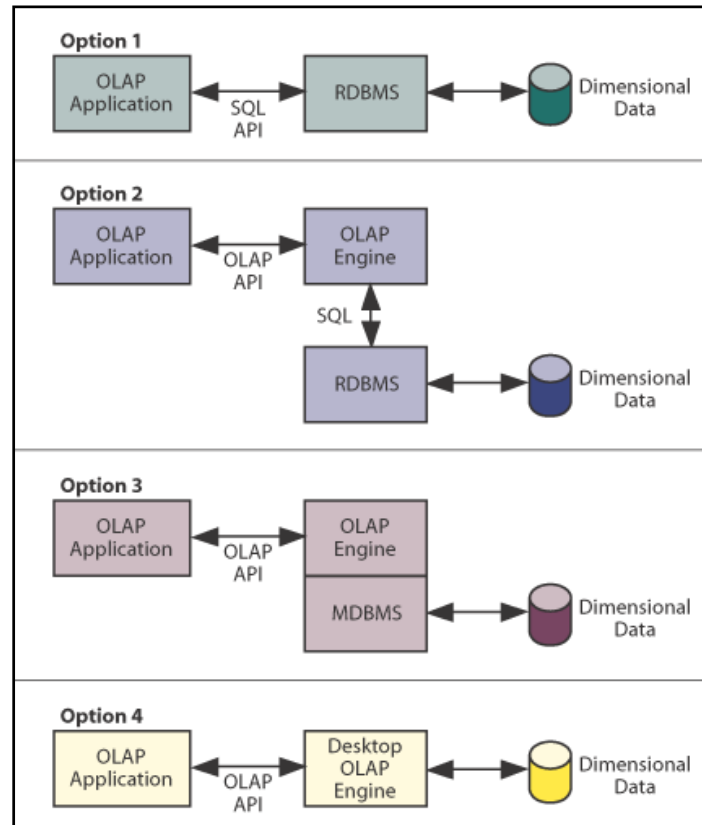 Option 1
OLAP
Application
SQL
API
RDBMS
Dimensional
Data
Option 2
OLAP
Application
OLAP
API
OLAP
Engine
SQL
RDBMS
Dimensional
Data
Option 3
OLAP
Application
OLAP
API
OLAP
Engine
MDBMS
Dimensional
Data
Option 4
OLAP
Application
OLAP
API
Desktop
OLAP
Engine
Dimensional
Data